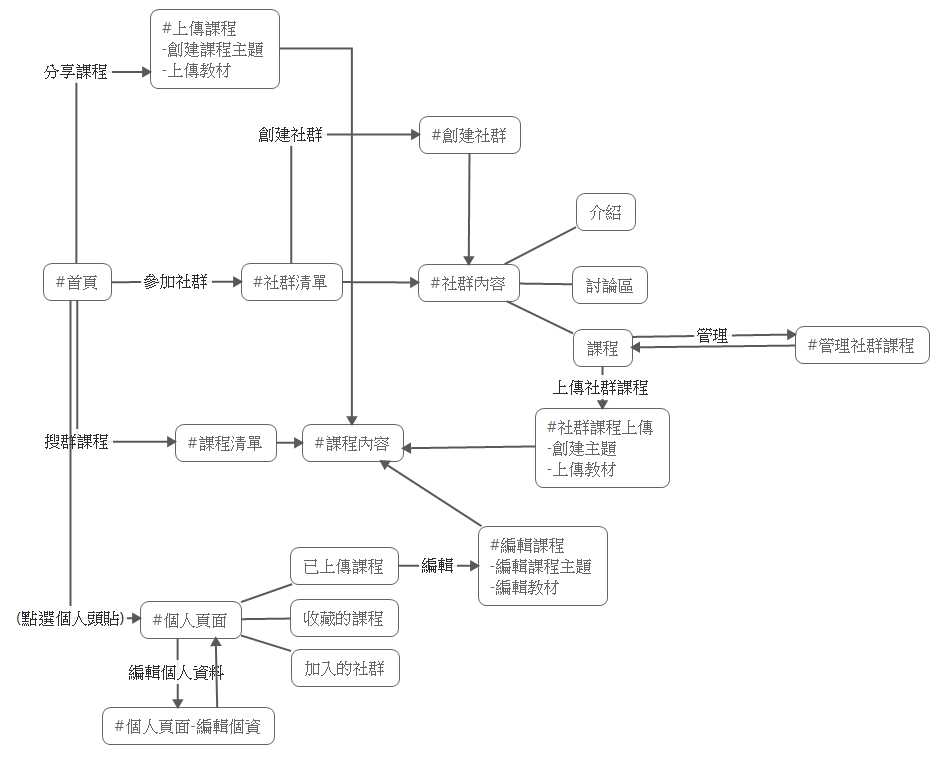 #上傳課程
-創建課程主題
-上傳教材
分享課程
創建社群
#創建社群
介紹
#首頁
參加社群
#社群清單
#社群內容
討論區
課程
管理
#管理社群課程
上傳社群課程
#社群課程上傳
-創建主題
-上傳教材
搜群課程
#課程清單
#課程內容
#編輯課程
-編輯課程主題
-編輯教材
已上傳課程
編輯
(點選個人頭貼)
#個人頁面
收藏的課程
加入的社群
編輯個人資料
#個人頁面-編輯個資